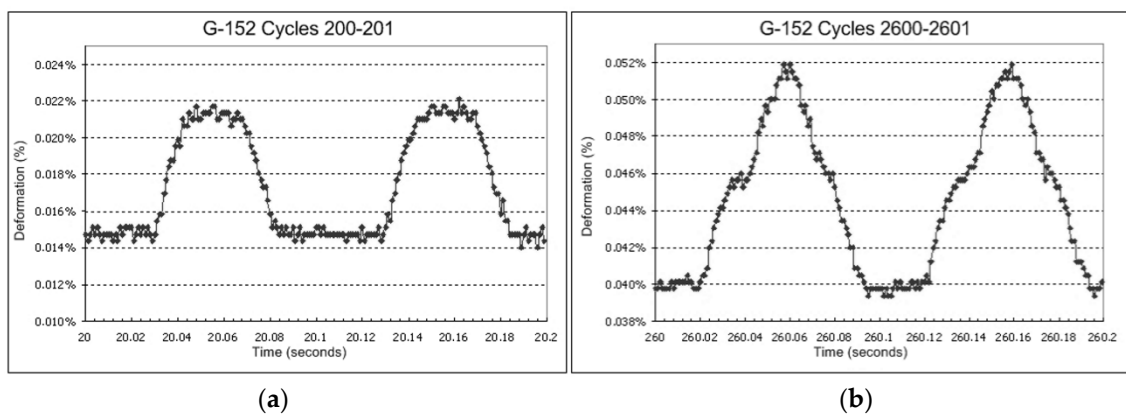 G-152 Cycles 200-201
0.024%
0.022%
0.020%
0.018%
0.016%
0.014%
0.012%
0.010%
Deformation (%)
20 20.02 20.04 20.06 20.08 20.1 20.12 20.14 20.16 20.18 20.2
Time (seconds)
(a)
G-152 Cycles 2600-2601
0.052%
0.050%
0.048%
0.046%
0.044%
0.042%
0.040%
0.038%
Deformation (%)
260 260.02 260.04 260.06 260.08 260.1 260.12 260.14 260.16 260.18 260.2
Time (seconds)
(b)